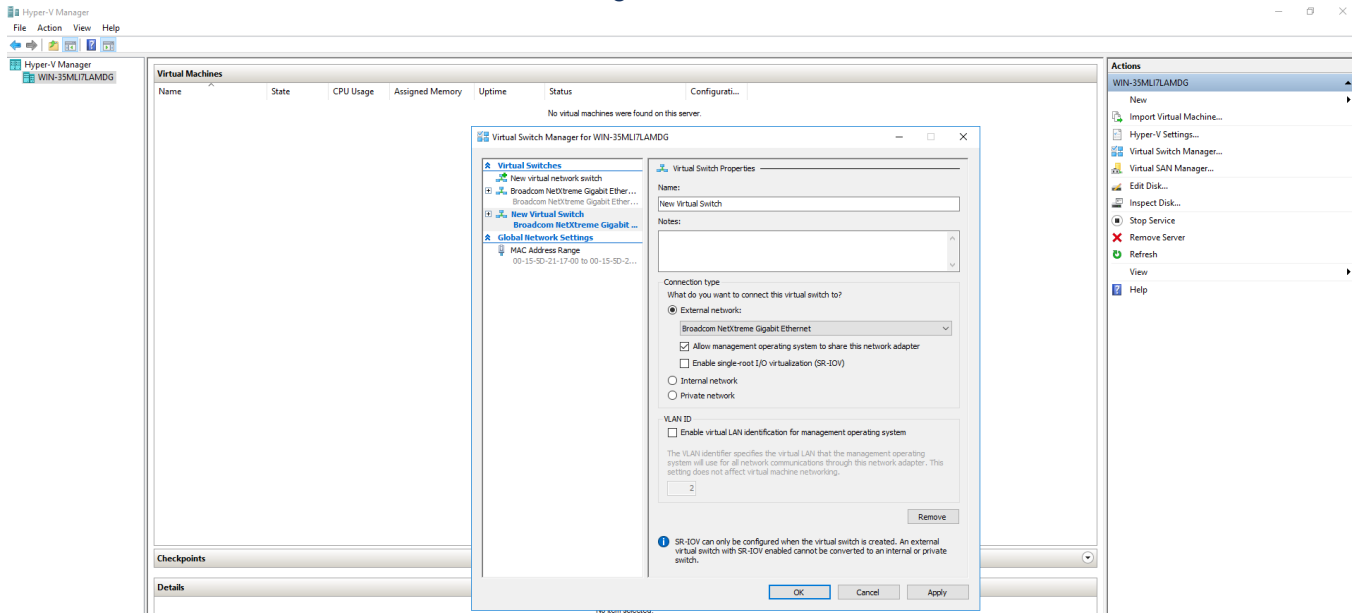 Hyper-V Manager
File Action View Help
Hyper-V Manager
WIN-35MLI7LAMDG
Virtual Machines
Name State CPU Usage Assigned Memory Uptime Status Configurati...
No virtual machines were found on this server.
Virtual Switch Manager for WIN-35MLI7LAMDG
Virtual Switches
New virtual network switch
Broadcom NetXtreme Gigabit Ether...
Broadcom NetXtreme Gigabit Ether...
New Virtual Switch
Broadcom NetXtreme Gigabit ...
Global Network Settings
MAC Address Range
00-15-5D-21-17-00 to 00-15-5D-2...
Virtual Switch Properties
Name:
New Virtual Switch
Notes:
Connection type
What do you want to connect this virtual switch to?
External network:
Broadcom NetXtreme Gigabit Ethernet
Allow management operating system to share this network adapter
Enable single-root I/O virtualization (SR-IOV)
Internal network
Private network
VLAN ID
Enable virtual LAN identification for management operating system
The VLAN identifier specifies the virtual LAN that the management operating
system will use for all network communications through this network adapter. This
setting does not affect virtual machine networking.
2
Remove
SR-IOV can only be configured when the virtual switch is created. An external
virtual switch with SR-IOV enabled cannot be converted to an internal or private
switch.
OK Cancel Apply
Checkpoints
Details
No item selected.
Actions
WIN-35MLI7LAMDG
New
Import Virtual Machine...
Hyper-V Settings...
Virtual Switch Manager...
Virtual SAN Manager...
Edit Disk...
Inspect Disk...
Stop Service
Remove Server
Refresh
View
Help